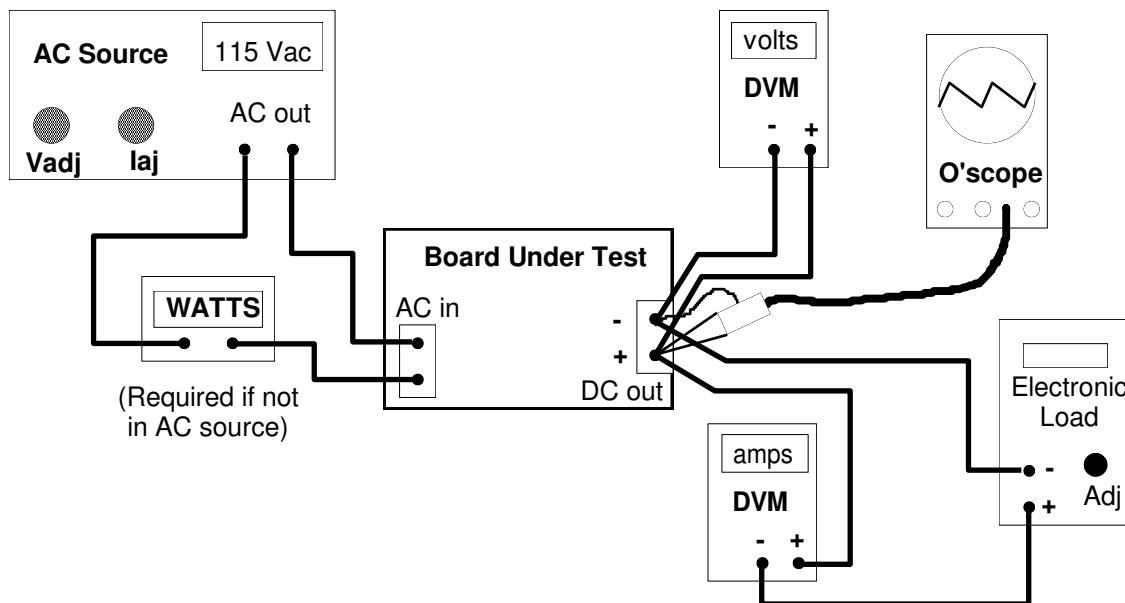 AC Source
115 Vac
AC out
Vadj
Iaj
WATTS
(Required if not
in AC source)
Board Under Test
AC in
-
+
DC out
volts
DVM
- +
O'scope
amps
DVM
- +
Electronic
Load
-
+
Adj